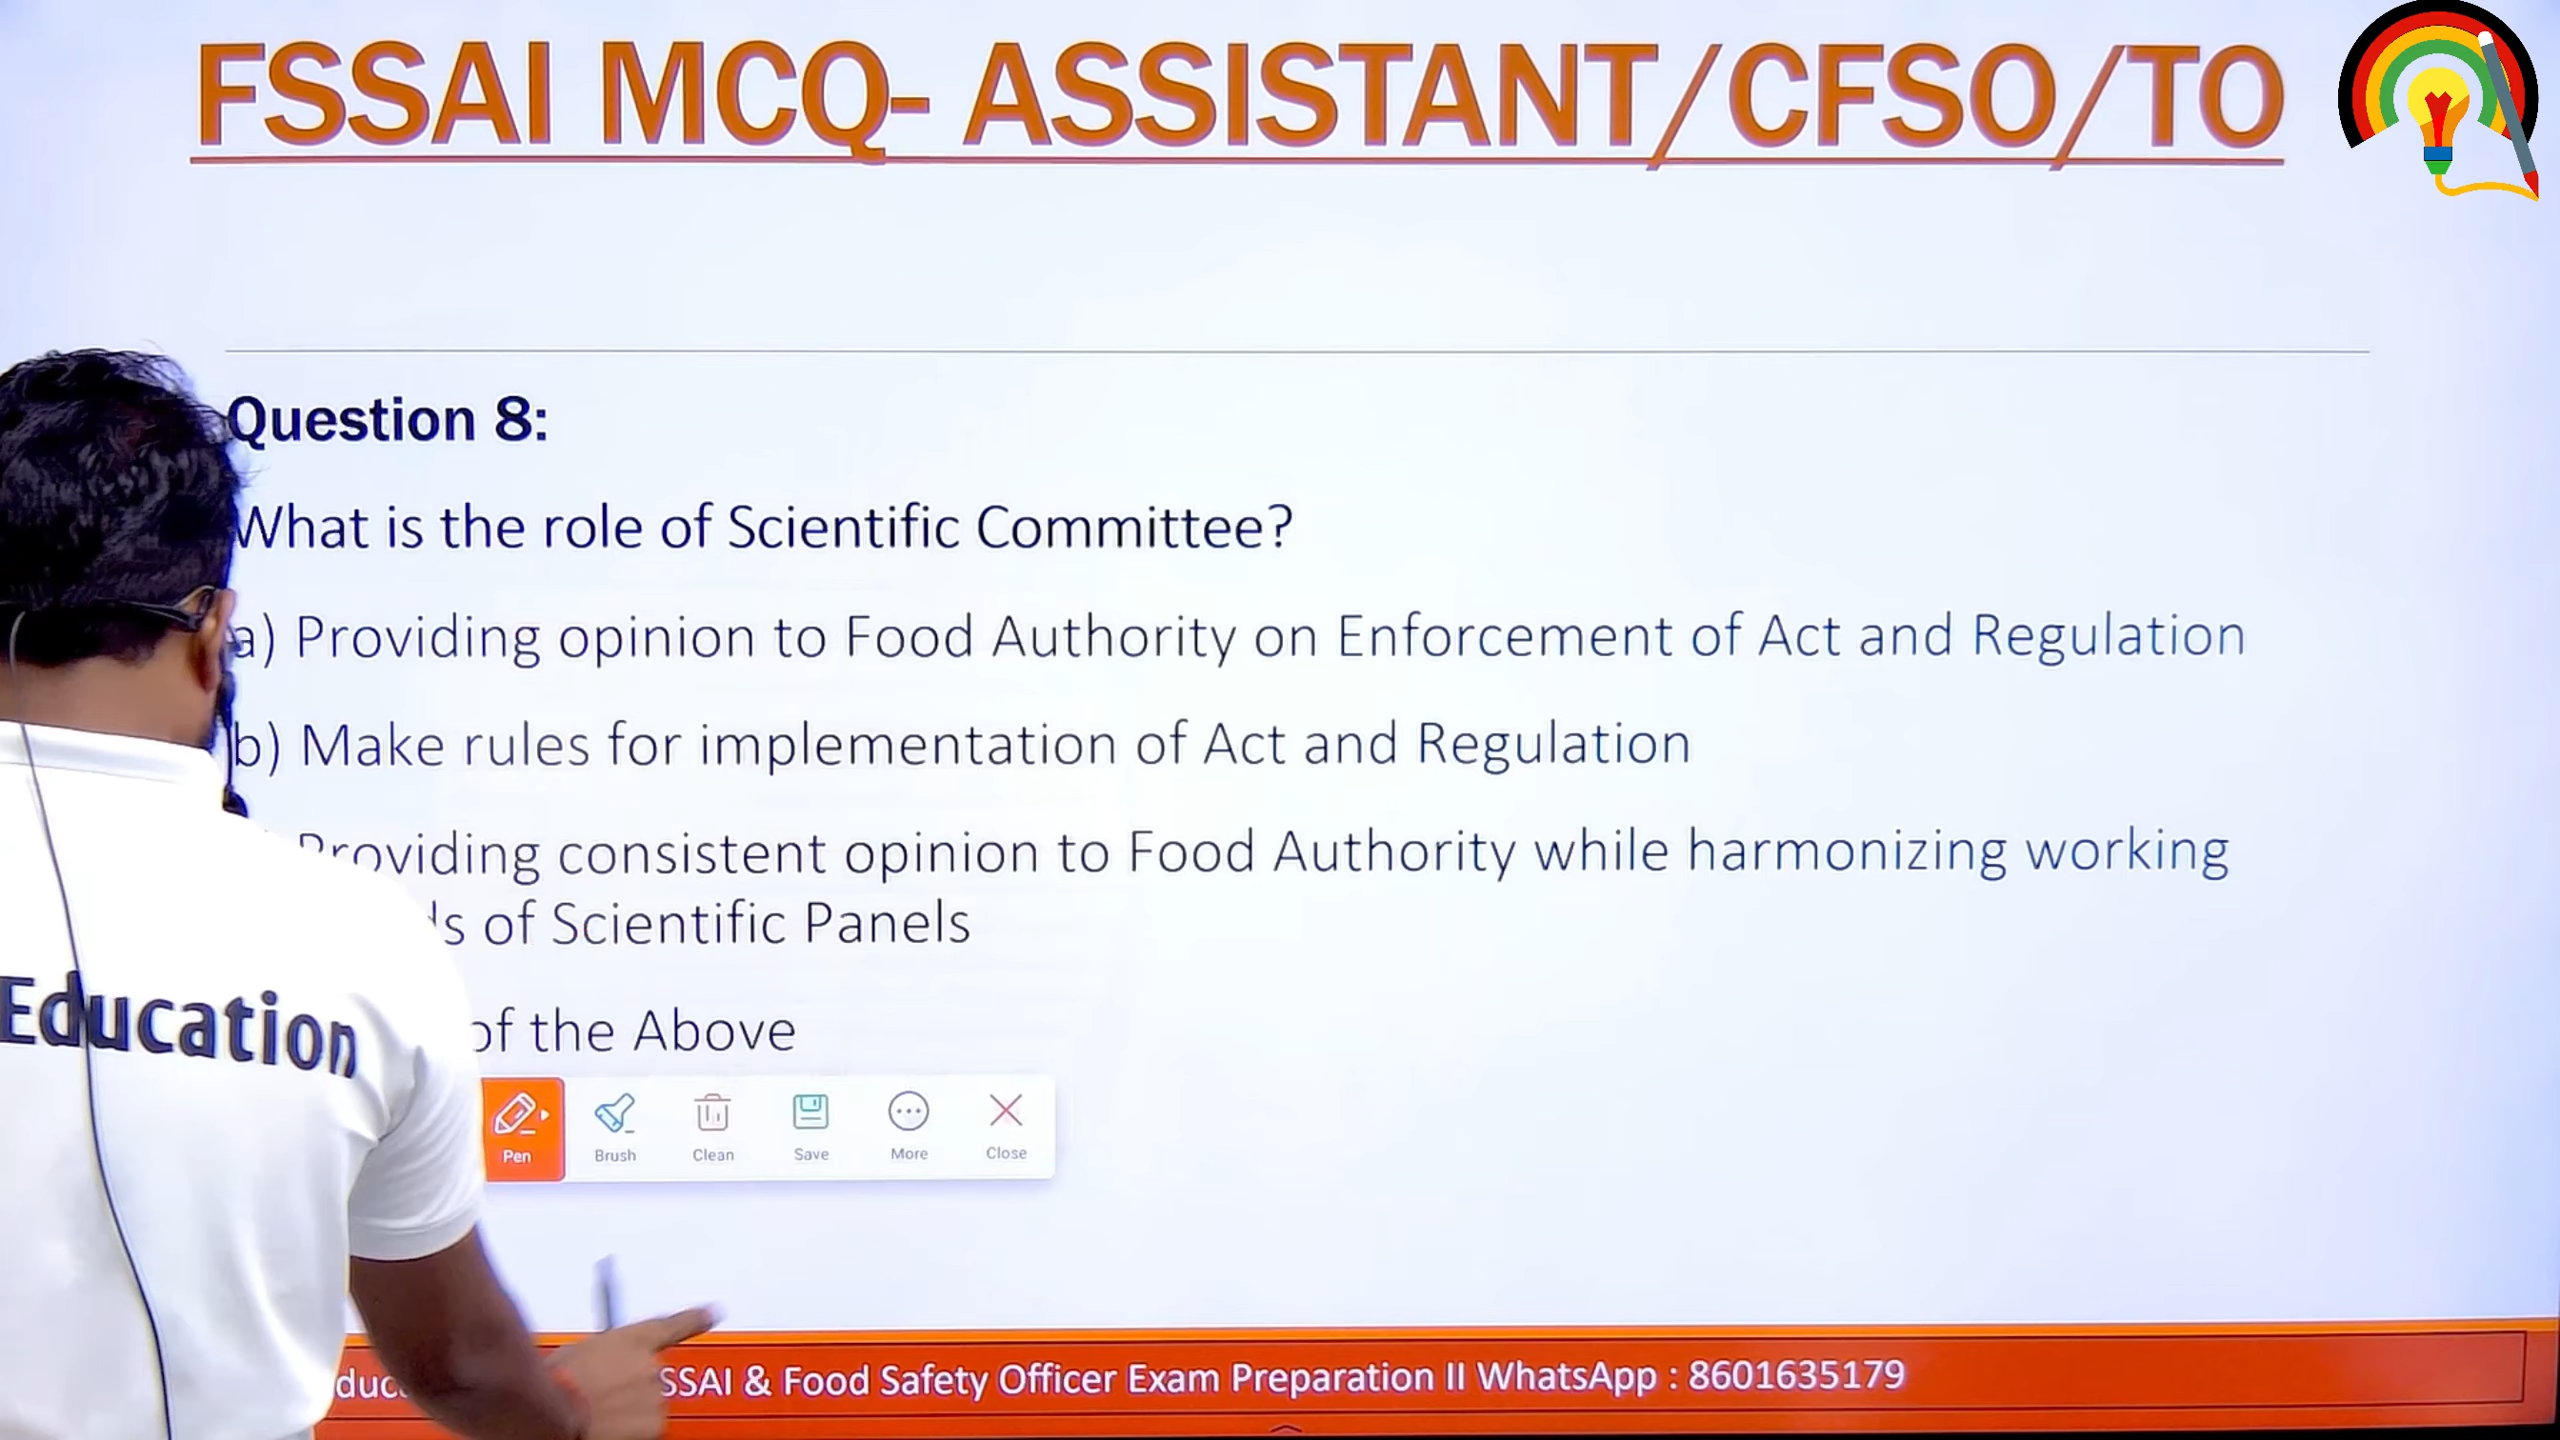 FSSAI MCQ- ASSISTANT/CFSO/TO
Question 8:
What is the role of Scientific Committee?
a) Providing opinion to Food Authority on Enforcement of Act and Regulation
b) Make rules for implementation of Act and Regulation
Providing consistent opinion to Food Authority while harmonizing working
of Scientific Panels
of the Above
Education
Pen
Brush
Clean
Save
More
Close
SSAI & Food Safety Officer Exam Preparation II WhatsApp : 8601635179